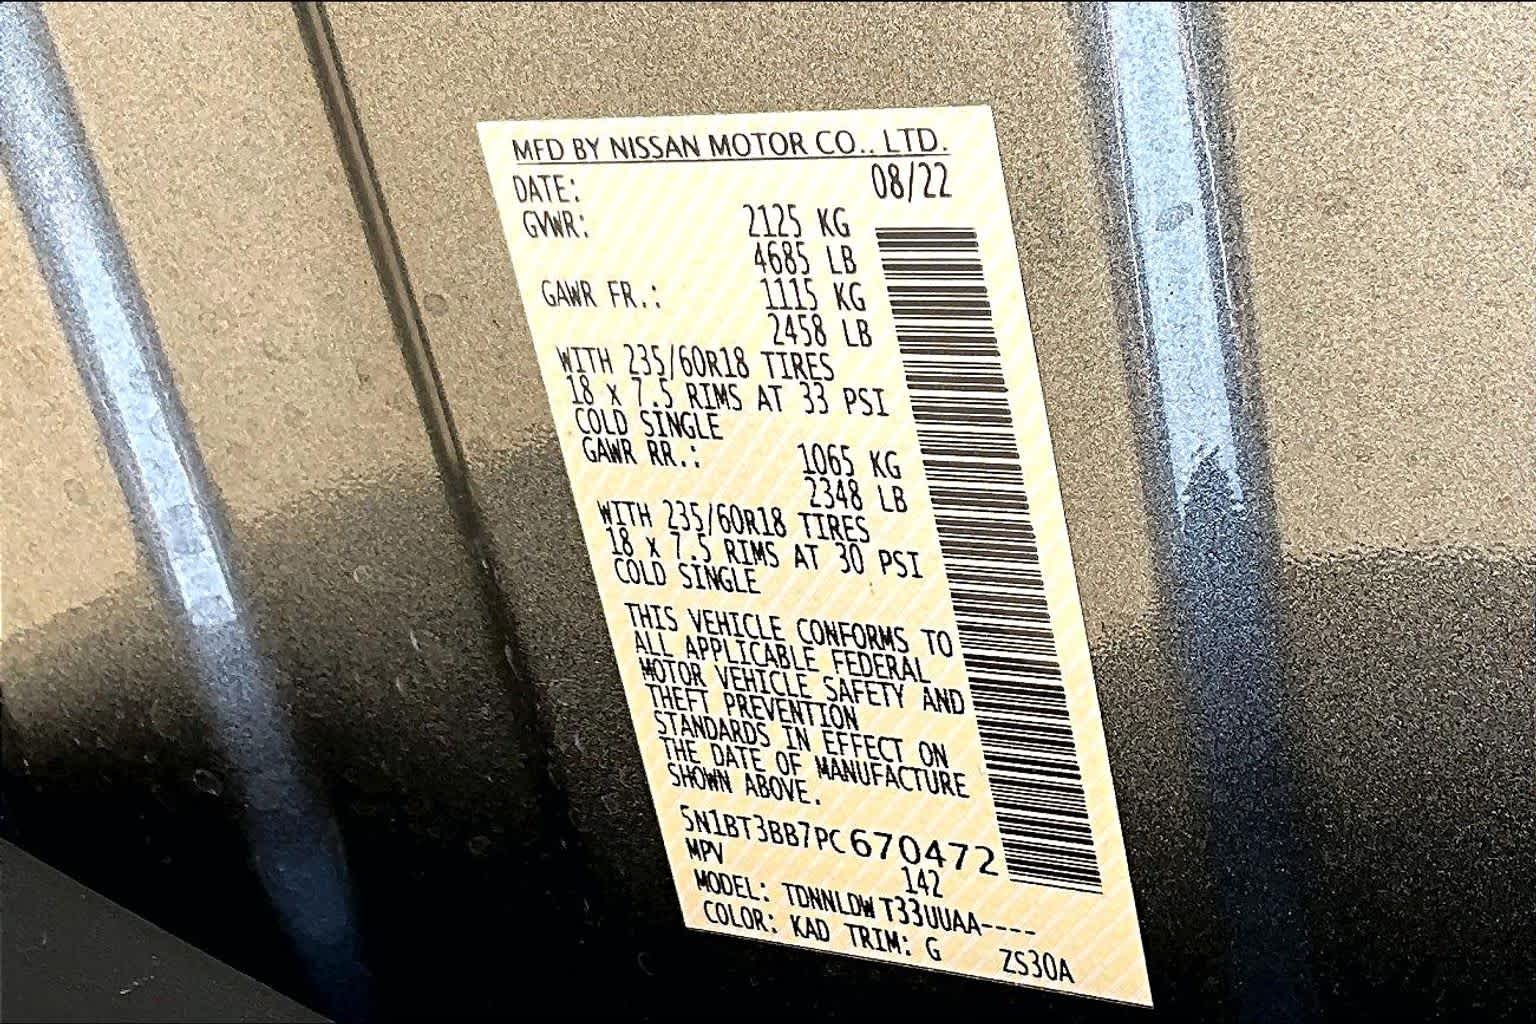 MFD BY NISSAN MOTOR CO., LTD.
DATE: 08/22
GVWR: 2125 KG
4685 LB
GAWR FR.: 1115 KG
2458 LB
WITH 235/60R18 TIRES
18 X 7.5 RIMS AT 33 PSI
COLD SINGLE
GAWR RR.: 1065 KG
2348 LB
WITH 235/60R18 TIRES
18 X 7.5 RIMS AT 30 PSI
COLD SINGLE
THIS VEHICLE CONFORMS TO
ALL APPLICABLE FEDERAL
MOTOR VEHICLE SAFETY AND
THEFT PREVENTION
STANDARDS IN EFFECT ON
THE DATE OF MANUFACTURE
SHOWN ABOVE.
5N1BT3BB7PC670472
MPV 142
MODEL: TDNNLDW T33UUAA----
COLOR: KAD TRIM: G ZS30A